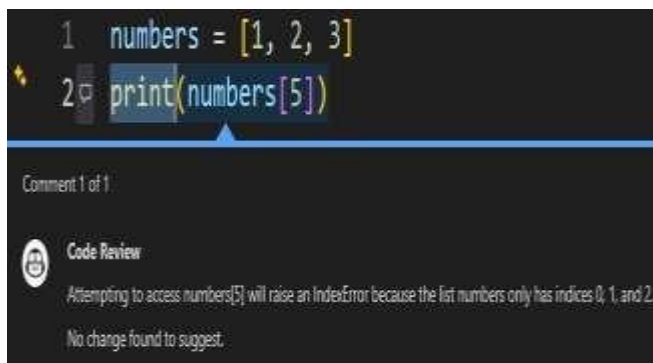 1 numbers = [1, 2, 3]
2 print(numbers[5])
Comment 1 of 1
Code Review
Attempting to access numbers[5] will raise an IndexError because the list numbers only has indices 0, 1, and 2.
No change found to suggest.